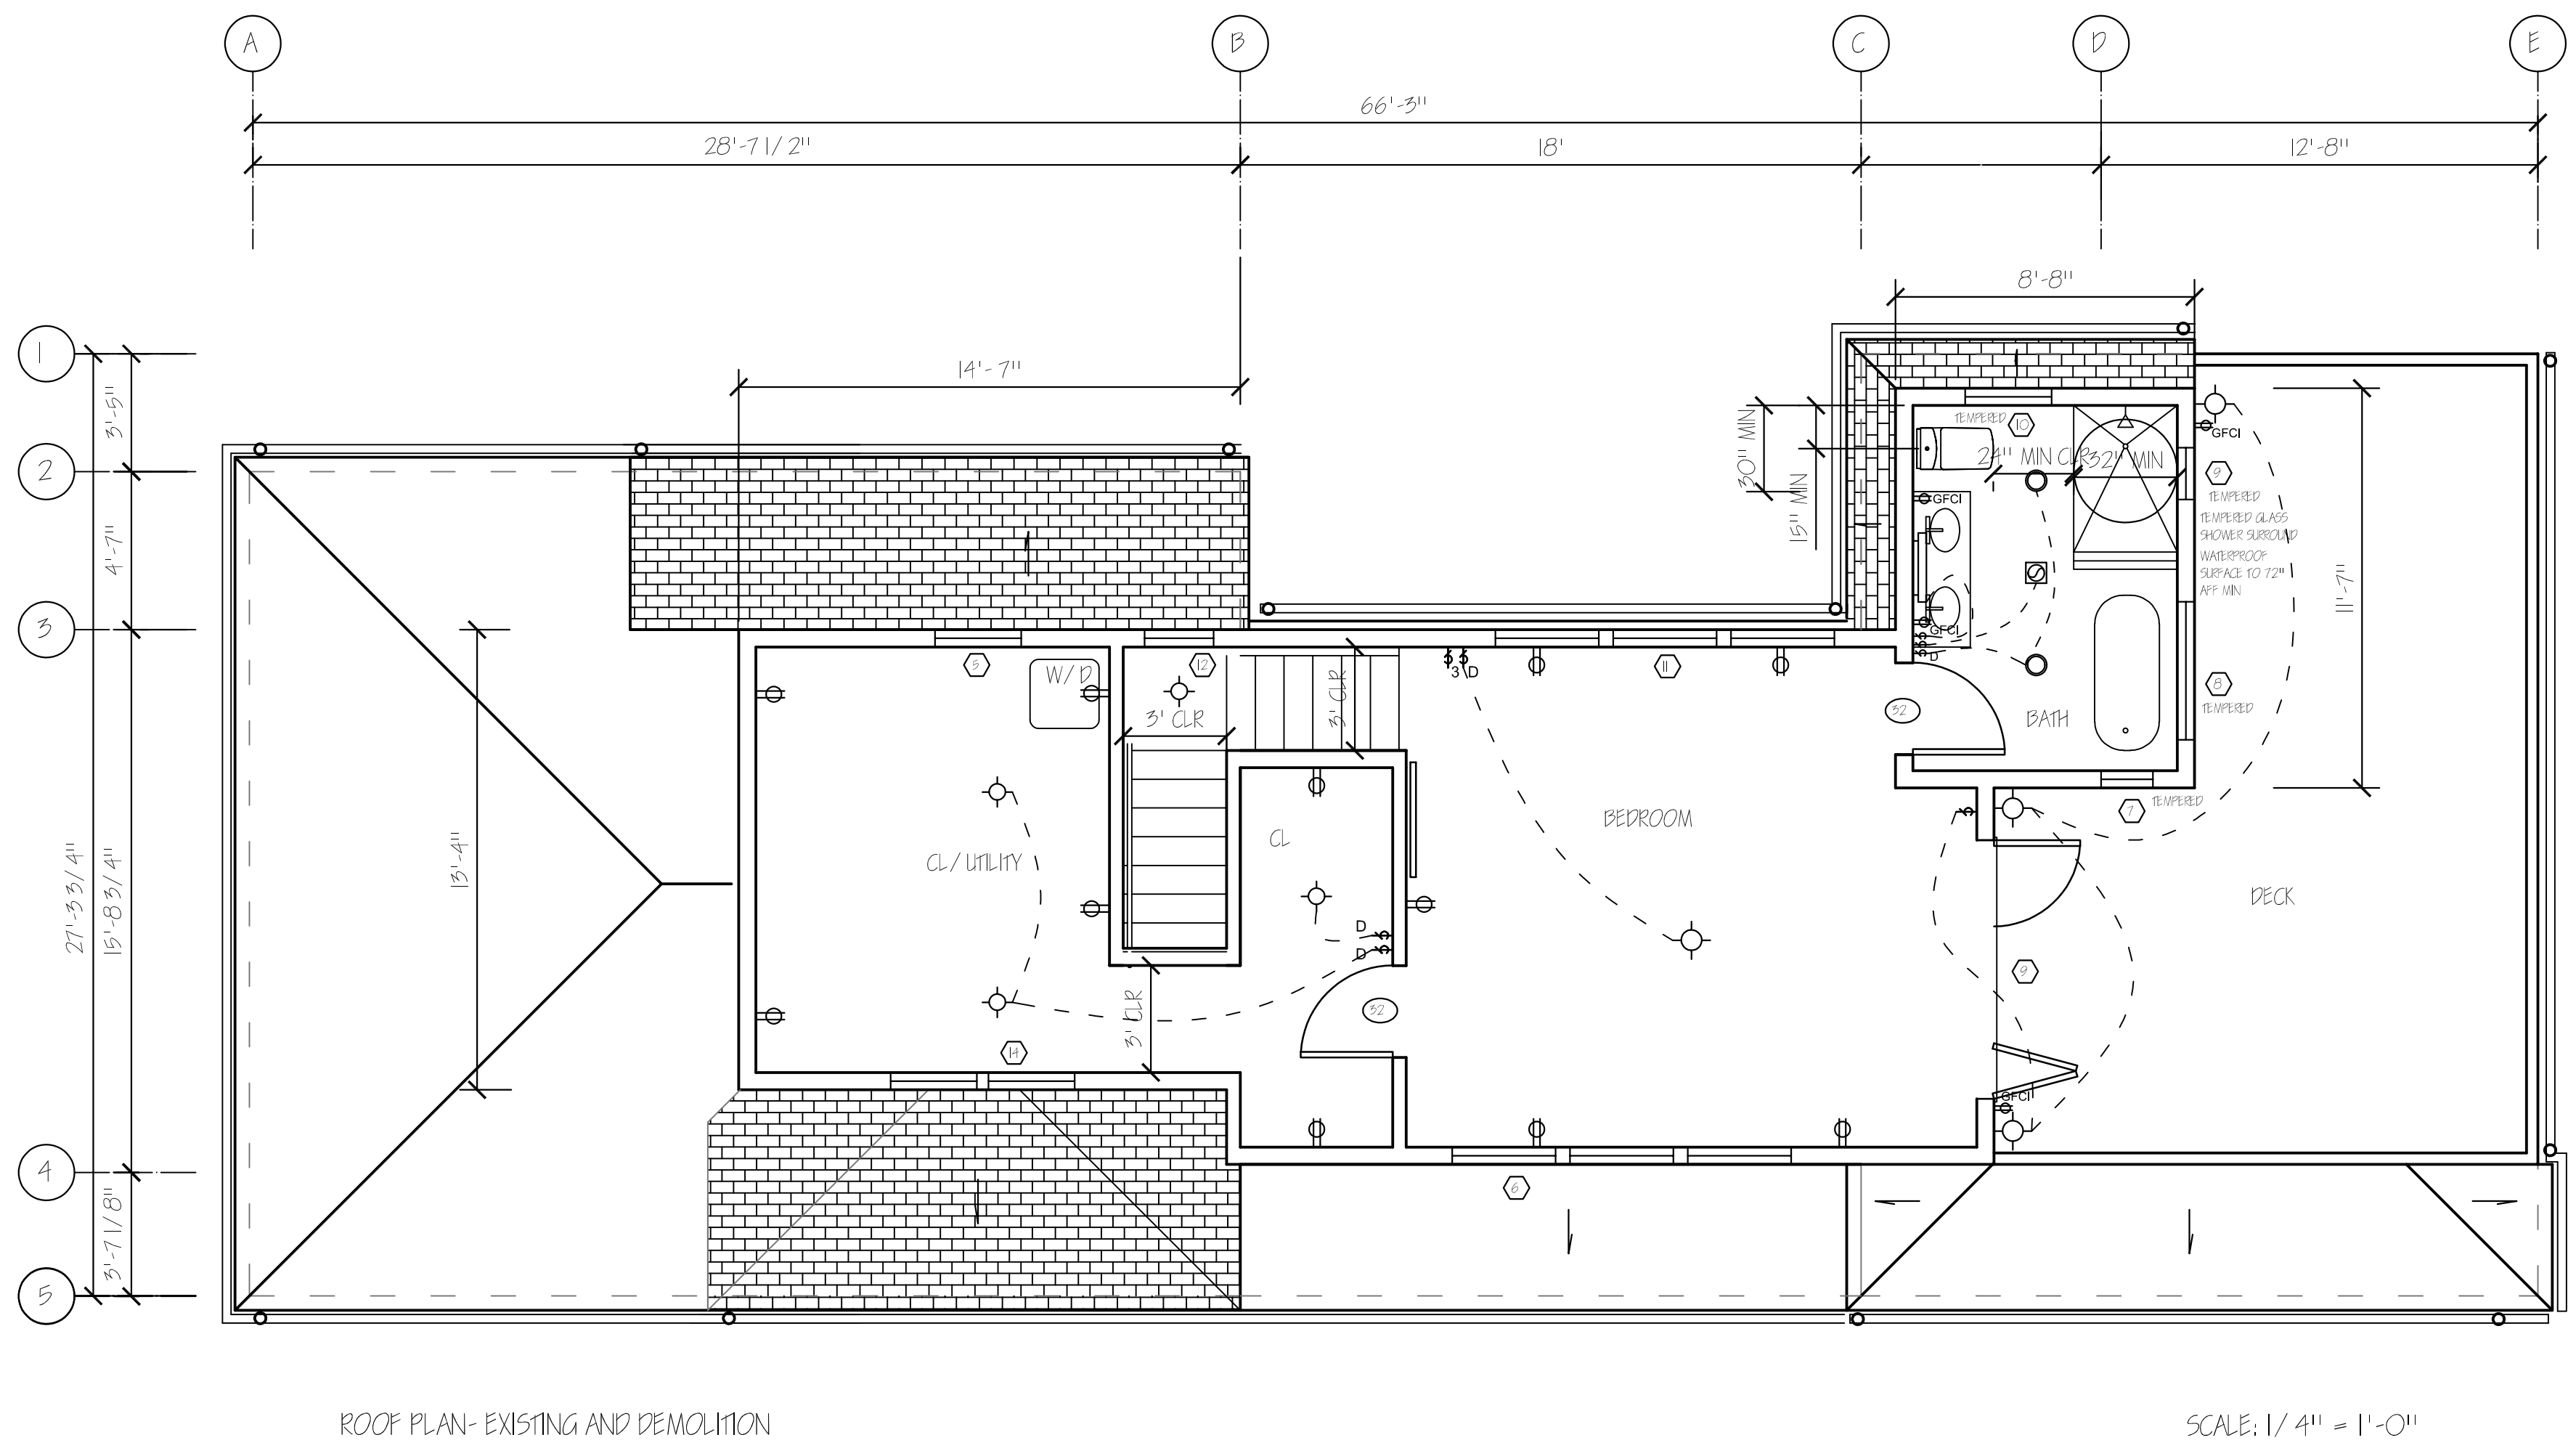 A B C D E
66'-3"
28'-7 1/2" 18' 12'-8"
8'-8"
1
3'-5"
14'-7"
2
30" MIN
15" MIN
TEMPERED
10
GFCI
24" MIN CLR
32" MIN
9
TEMPERED
GFCI
TEMPERED GLASS
SHOWER SURROUND
WATERPROOF
SURFACE TO 72"
AFF MIN
4'-7"
11'-7"
3
GFCI
D
5
W/D
12
3 D
11
8
TEMPERED
3' CLR
3' CLR
32
BATH
7
TEMPERED
BEDROOM
CL
CL/UTILITY
13'-4"
27'-3 3/4"
15'-8 3/4"
DECK
D
D
9
32
3' CLR
14
GFCI
4
6
3'-7 1/8"
5
ROOF PLAN- EXISTING AND DEMOLITION
SCALE: 1/4" = 1'-0"